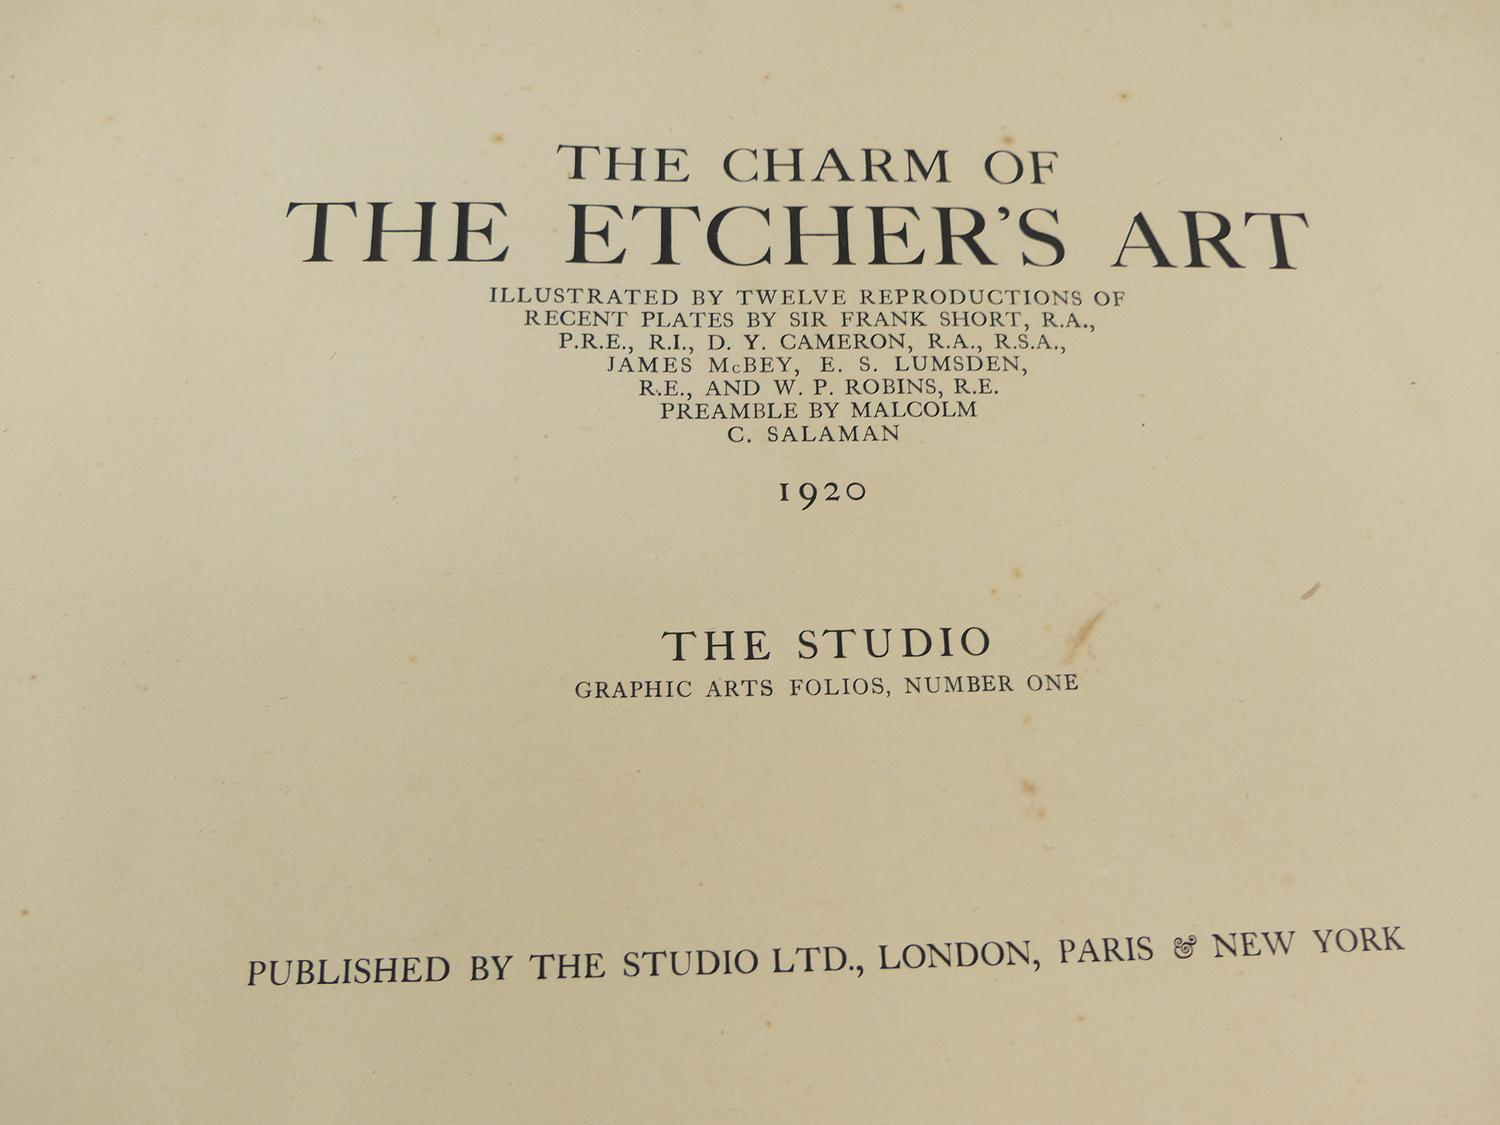 THE CHARM OF
THE ETCHER'S ART
ILLUSTRATED BY TWELVE REPRODUCTIONS OF
RECENT PLATES BY SIR FRANK SHORT, R.A.,
P.R.E., R.I., D. Y. CAMERON, R.A., R.S.A.,
JAMES McBEY, E. S. LUMSDEN,
R.E., AND W. P. ROBINS, R.E.
PREAMBLE BY MALCOLM
C. SALAMAN
1920
THE STUDIO
GRAPHIC ARTS FOLIOS, NUMBER ONE
PUBLISHED BY THE STUDIO LTD., LONDON, PARIS & NEW YORK